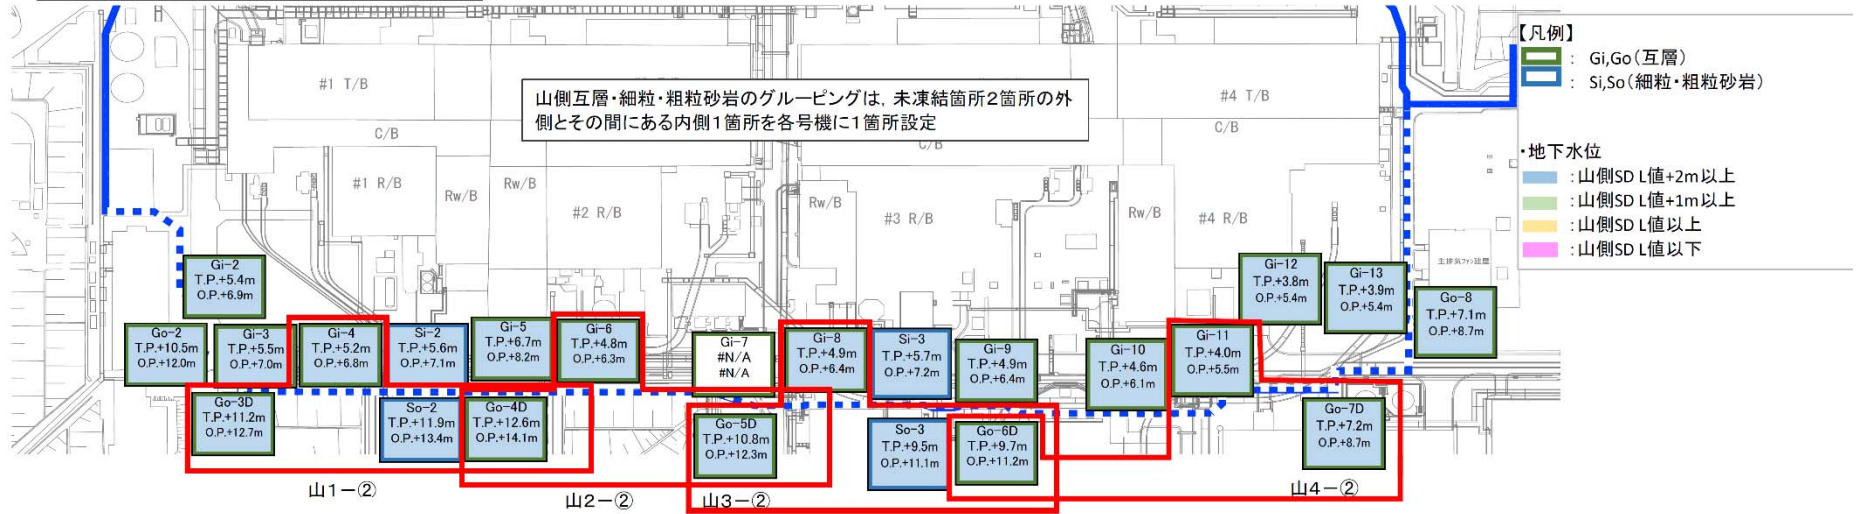 【凡例】
： Gi,Go（互層）
： Si,So（細粒・粗粒砂岩）
・地下水位
：山側SD L値+2m以上
：山側SD L値+1m以上
：山側SD L値以上
：山側SD L値以下
山側互層・細粒・粗粒砂岩のグルーピングは，未凍結箇所２箇所の外
側とその間にある内側１箇所を各号機に１箇所設定
#1 T/B
#4 T/B
C/B
C/B
C/B
#1 R/B
Rw/B
Rw/B
#2 R/B
Rw/B
#3 R/B
Rw/B
#4 R/B
主排気ﾌｧﾝ建屋
Gi-2
T.P.+5.4m
O.P.+6.9m
Gi-12
T.P.+3.8m
O.P.+5.4m
Gi-13
T.P.+3.9m
O.P.+5.4m
Go-8
T.P.+7.1m
O.P.+8.7m
Go-2
T.P.+10.5m
O.P.+12.0m
Gi-3
T.P.+5.5m
O.P.+7.0m
Gi-4
T.P.+5.2m
O.P.+6.8m
Si-2
T.P.+5.6m
O.P.+7.1m
Gi-5
T.P.+6.7m
O.P.+8.2m
Gi-6
T.P.+4.8m
O.P.+6.3m
Gi-7
#N/A
#N/A
Gi-8
T.P.+4.9m
O.P.+6.4m
Si-3
T.P.+5.7m
O.P.+7.2m
Gi-9
T.P.+4.9m
O.P.+6.4m
Gi-10
T.P.+4.6m
O.P.+6.1m
Gi-11
T.P.+4.0m
O.P.+5.5m
Go-3D
T.P.+11.2m
O.P.+12.7m
So-2
T.P.+11.9m
O.P.+13.4m
Go-4D
T.P.+12.6m
O.P.+14.1m
Go-5D
T.P.+10.8m
O.P.+12.3m
So-3
T.P.+9.5m
O.P.+11.1m
Go-6D
T.P.+9.7m
O.P.+11.2m
Go-7D
T.P.+7.2m
O.P.+8.7m
山１－②
山２－②
山３－②
山４－②